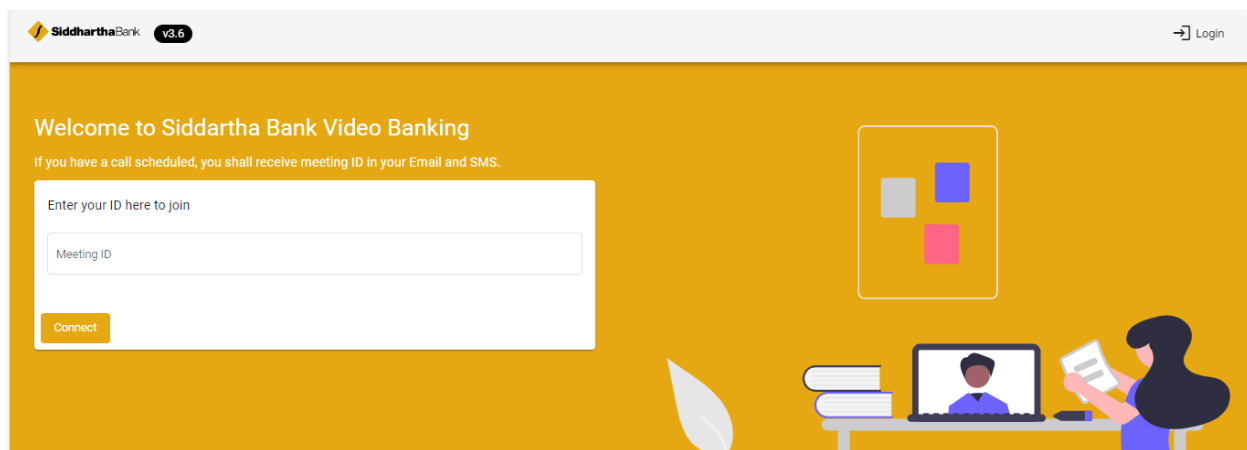 SiddharthaBank v3.6 Login
Welcome to Siddartha Bank Video Banking
If you have a call scheduled, you shall receive meeting ID in your Email and SMS.
Enter your ID here to join
Meeting ID
Connect